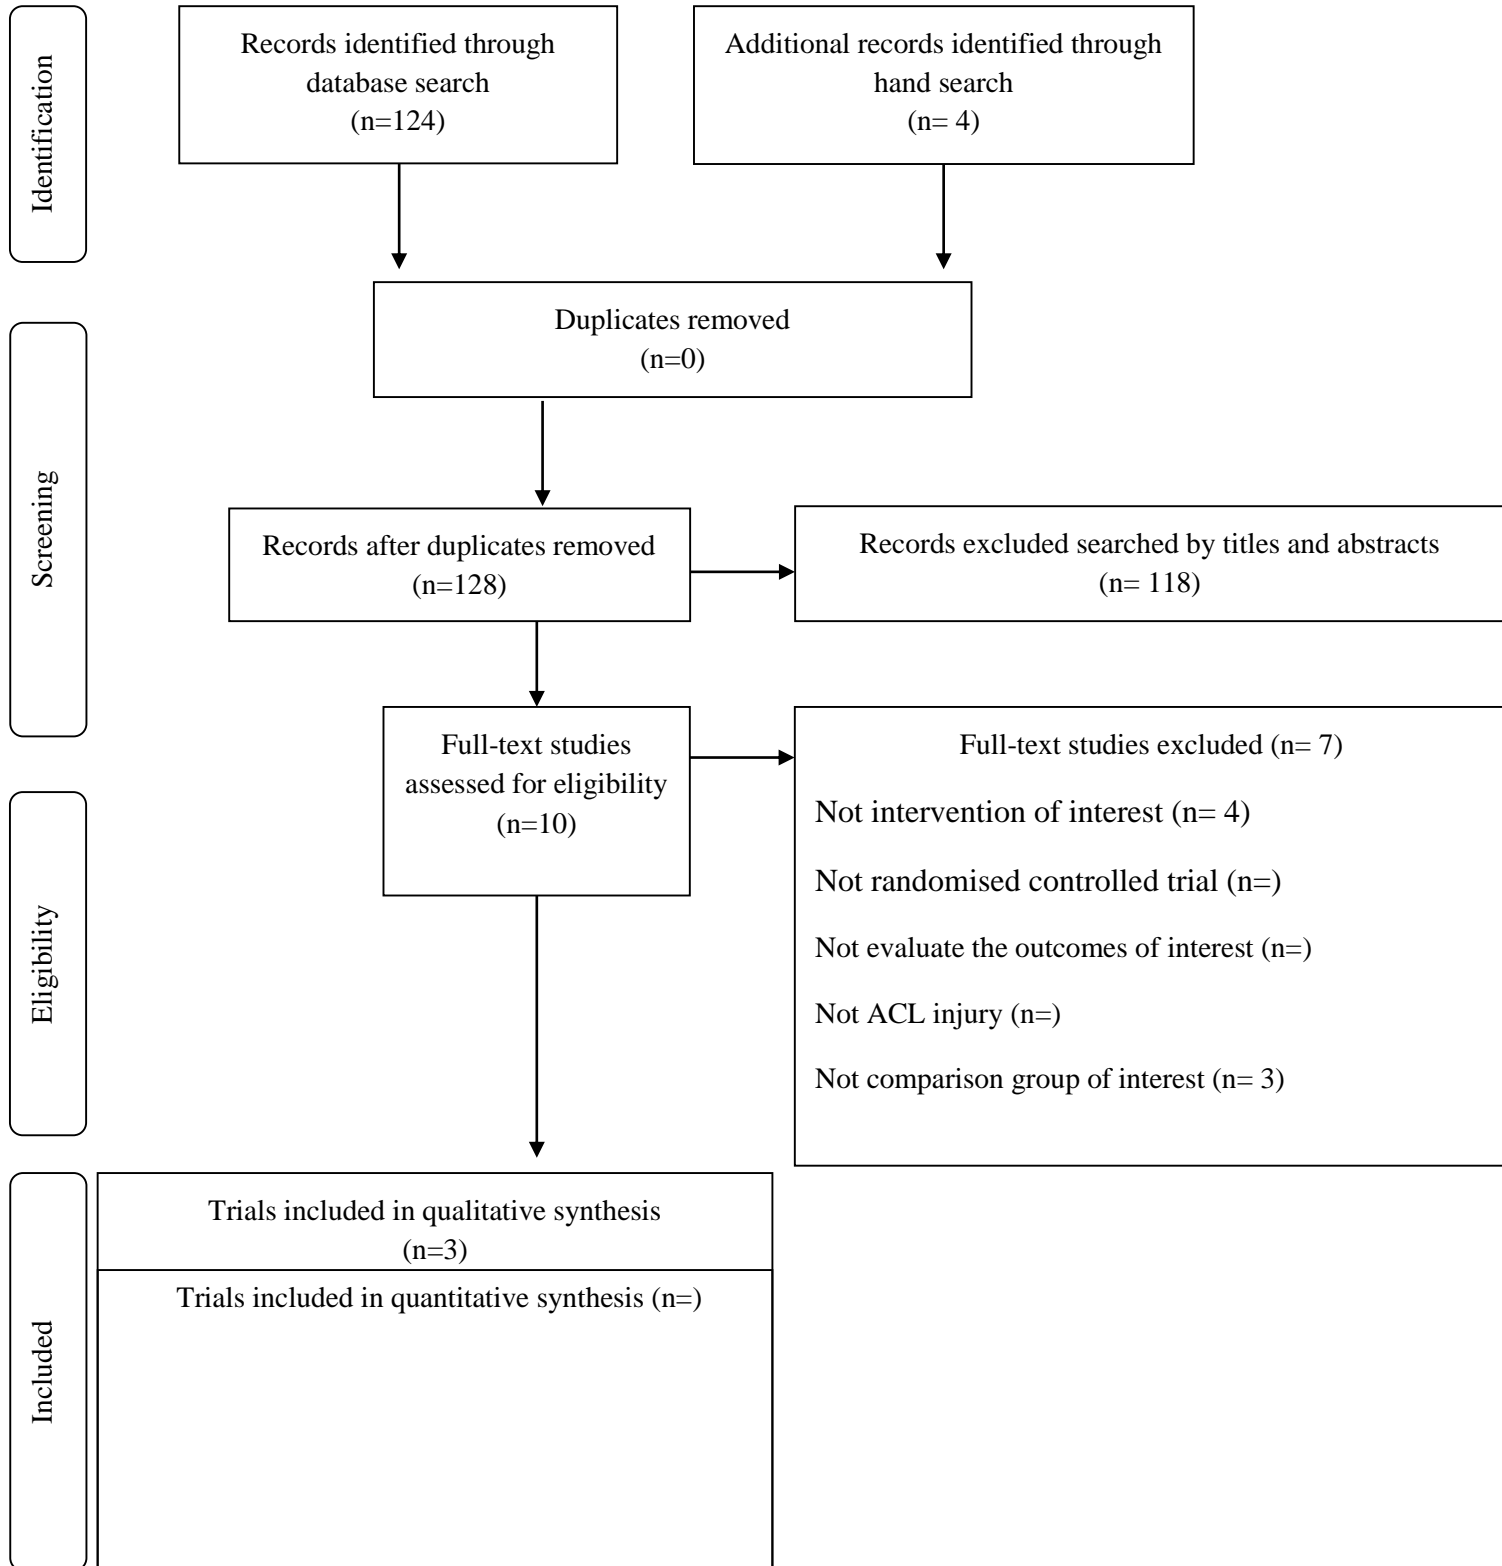 Identification
Records identified through
database search
(n=124)
Additional records identified through
hand search
(n= 4)
Duplicates removed
(n=0)
Screening
Records after duplicates removed
(n=128)
Records excluded searched by titles and abstracts
(n= 118)
Full-text studies
assessed for eligibility
(n=10)
Full-text studies excluded (n= 7)
Not intervention of interest (n= 4)
Not randomised controlled trial (n=)
Not evaluate the outcomes of interest (n=)
Not ACL injury (n=)
Not comparison group of interest (n= 3)
Eligibility
Trials included in qualitative synthesis
(n=3)
Trials included in quantitative synthesis (n=)
Included